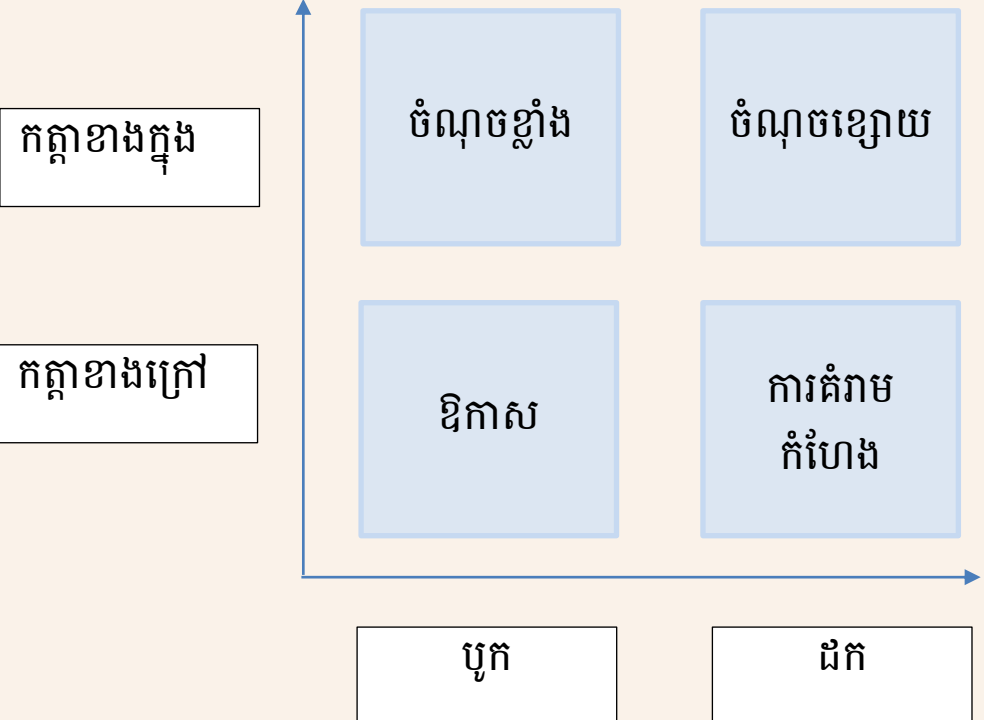 ចំណុចខ្លាំង
ចំណុចខ្សោយ
កត្តាខាងក្នុង
កត្តាខាងក្រៅ
ឱកាស
ការគំរាម
កំហែង
បូក
ដក